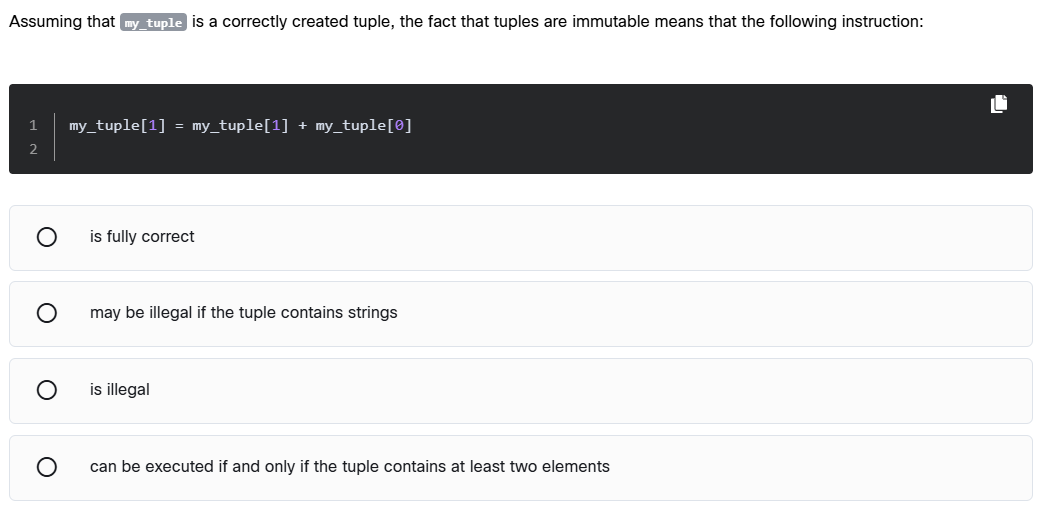 Assuming that my_tuple is a correctly created tuple, the fact that tuples are immutable means that the following instruction:
1 my_tuple[1] = my_tuple[1] + my_tuple[0]
2
is fully correct
may be illegal if the tuple contains strings
is illegal
can be executed if and only if the tuple contains at least two elements